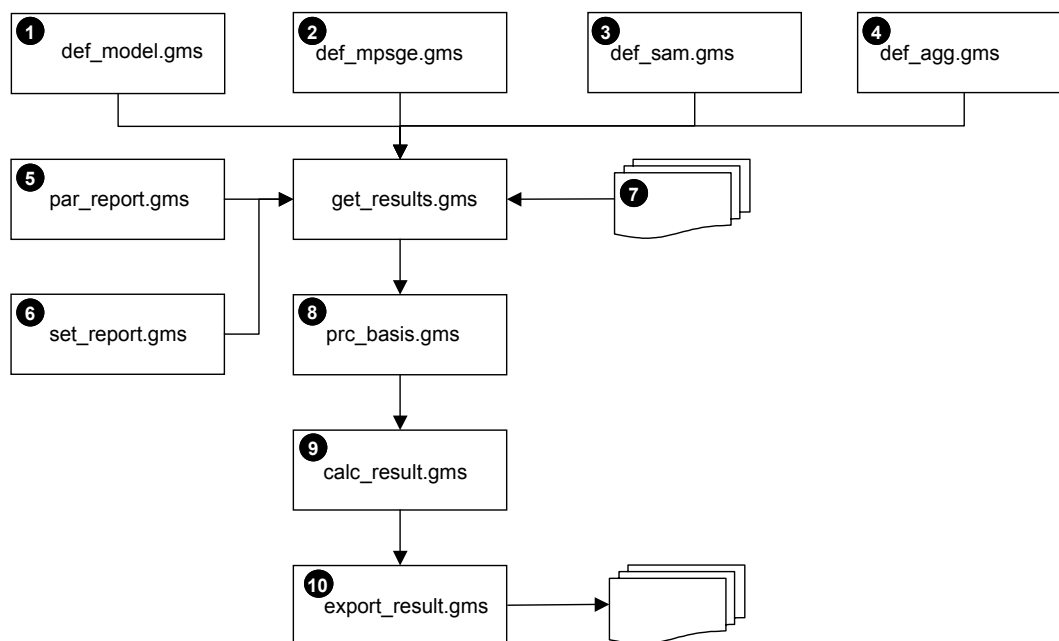 1
def_model.gms
2
def_mpsge.gms
3
def_sam.gms
4
def_agg.gms
5
par_report.gms
get_results.gms
7
6
set_report.gms
8
prc_basis.gms
9
calc_result.gms
10
export_result.gms